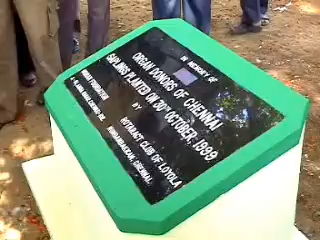 IN MEMORY OF
ORGAN DONORS OF CHENNAI
SAPLINGS PLANTED ON 30TH OCTOBER, 1999
BY
ROTARACT CLUB OF LOYOLA
NUNGAMBAKKAM, CHENNAI.